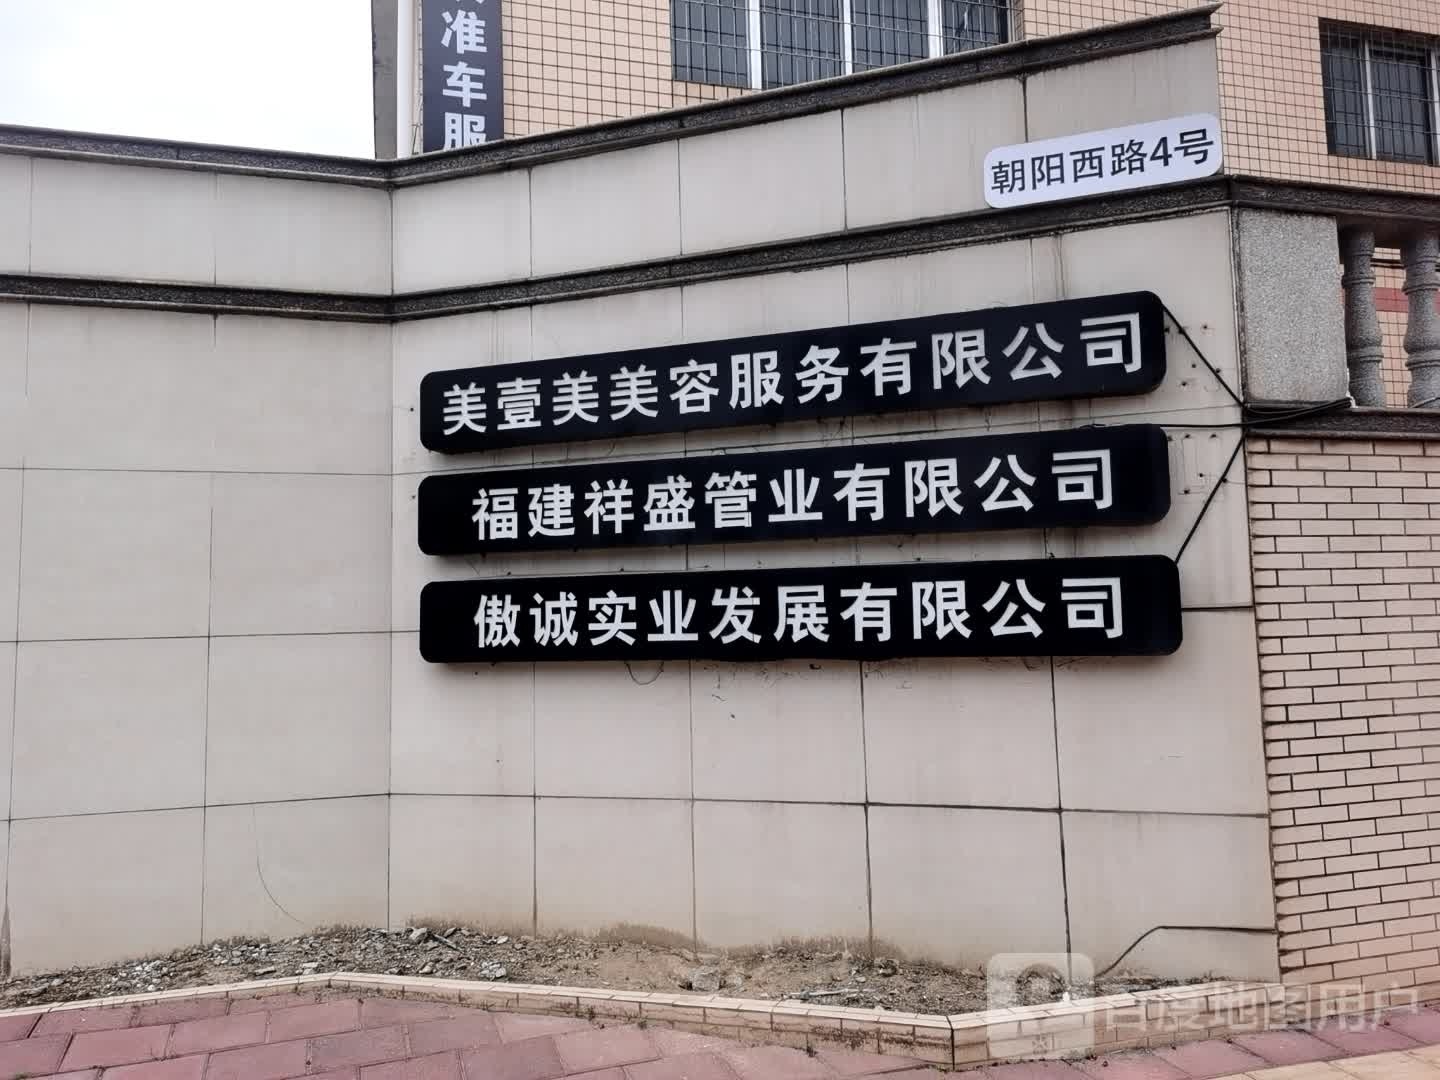 准车服
朝阳西路4号
美壹美美容服务有限公司
福建祥盛管业有限公司
傲诚实业发展有限公司
百度地图用户